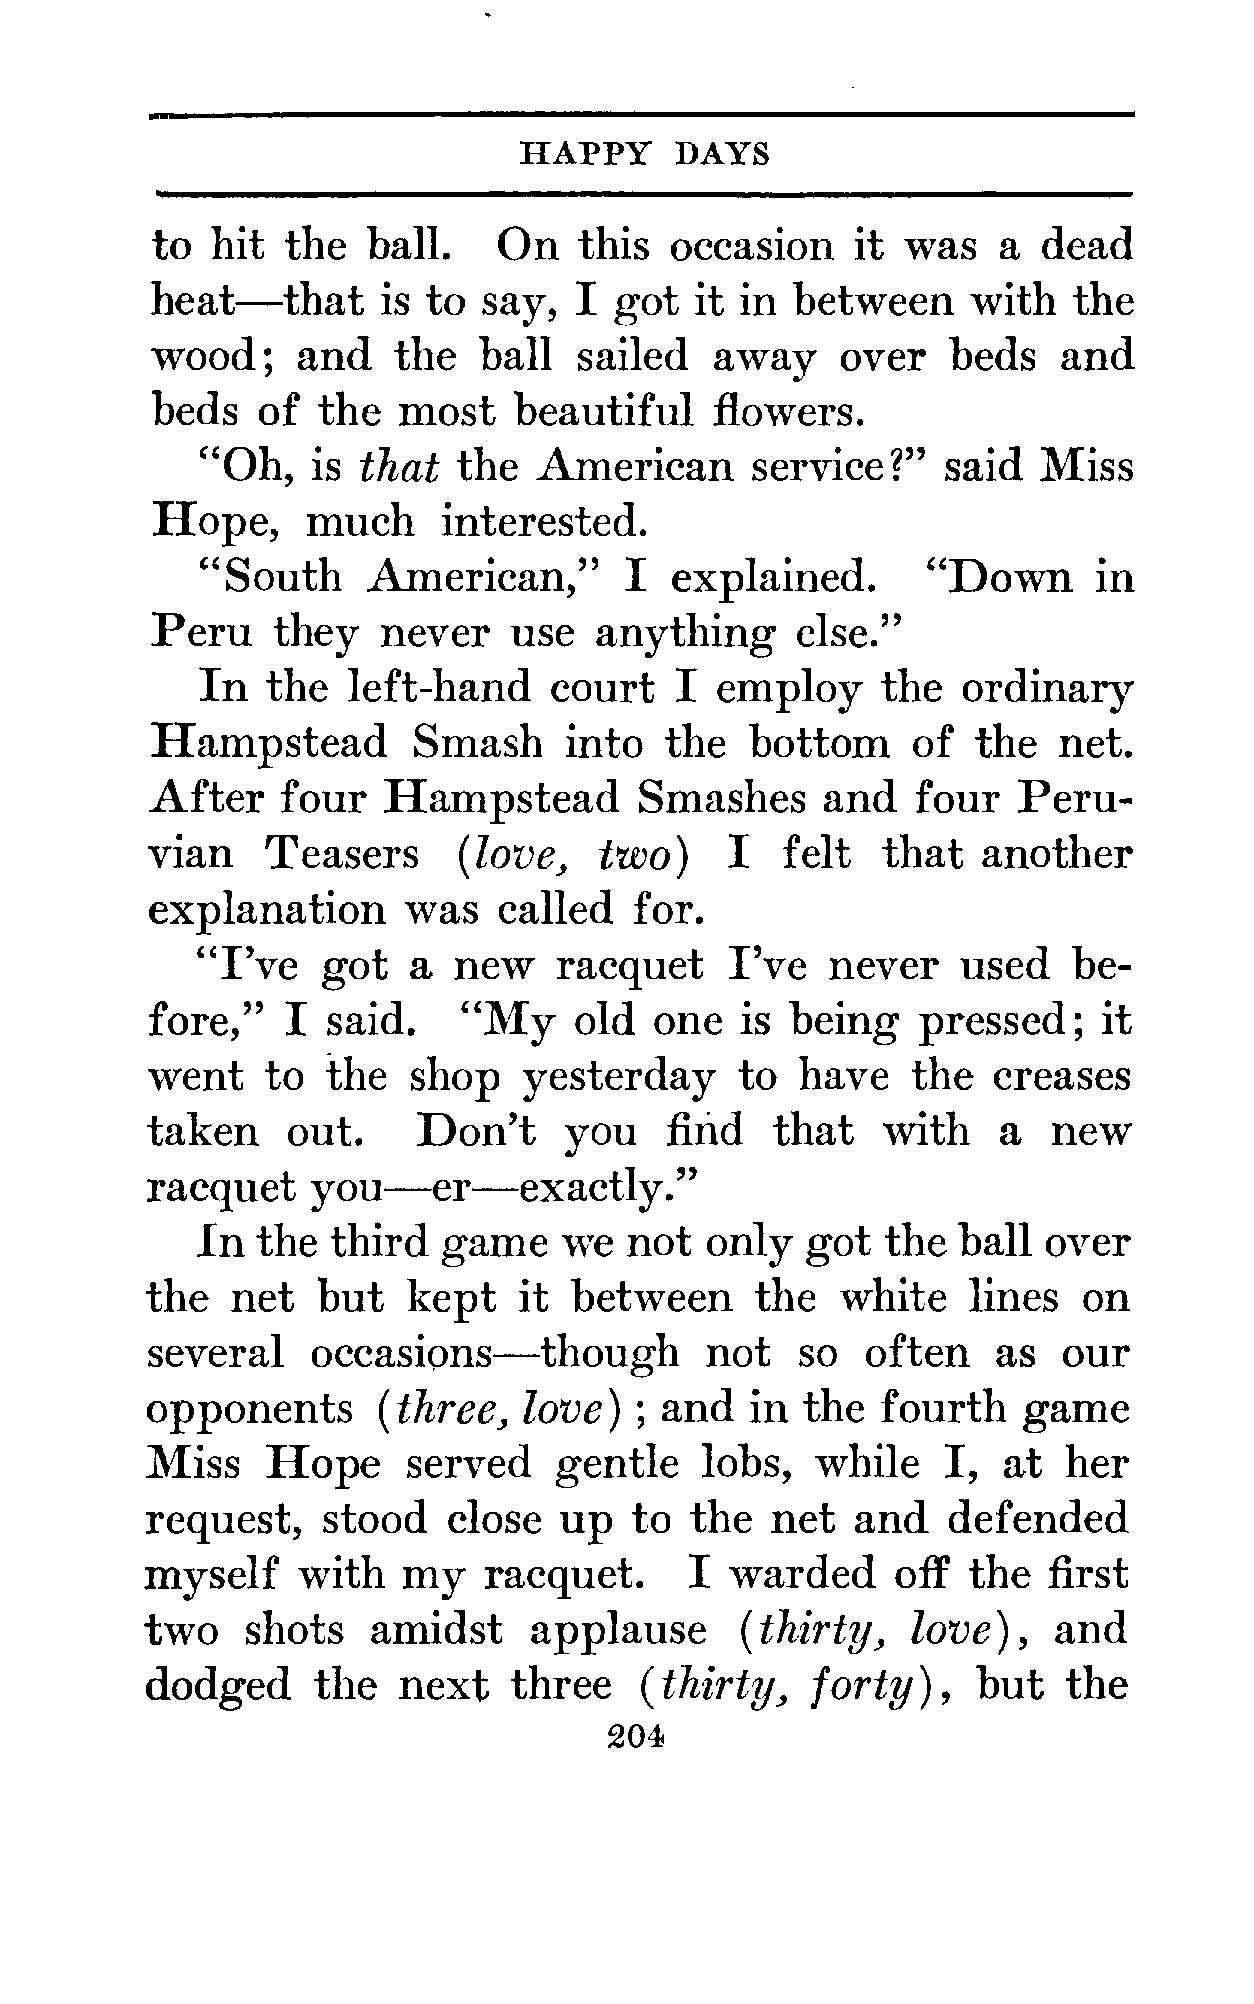 HAPPY DAYS
to hit the ball. On this occasion it was a dead
heat—that is to say, I got it in between with the
wood; and the ball sailed away over beds and
beds of the most beautiful flowers.
"Oh, is that the American service?" said Miss
Hope, much interested.
"South American," I explained. "Down in
Peru they never use anything else."
In the left-hand court I employ the ordinary
Hampstead Smash into the bottom of the net.
After four Hampstead Smashes and four Peru-
vian Teasers (love, two) I felt that another
explanation was called for.
"I've got a new racquet I've never used be-
fore," I said. "My old one is being pressed; it
went to the shop yesterday to have the creases
taken out. Don't you find that with a new
racquet you—er—exactly."
In the third game we not only got the ball over
the net but kept it between the white lines on
several occasions—though not so often as our
opponents (three, love); and in the fourth game
Miss Hope served gentle lobs, while I, at her
request, stood close up to the net and defended
myself with my racquet. I warded off the first
two shots amidst applause (thirty, love), and
dodged the next three (thirty, forty), but the
204